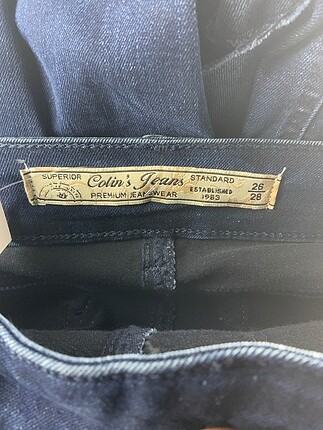 SUPERIOR Colin's Jeans STANDARD
PREMIUM JEANSWEAR ESTABLISHED 1983
26
28